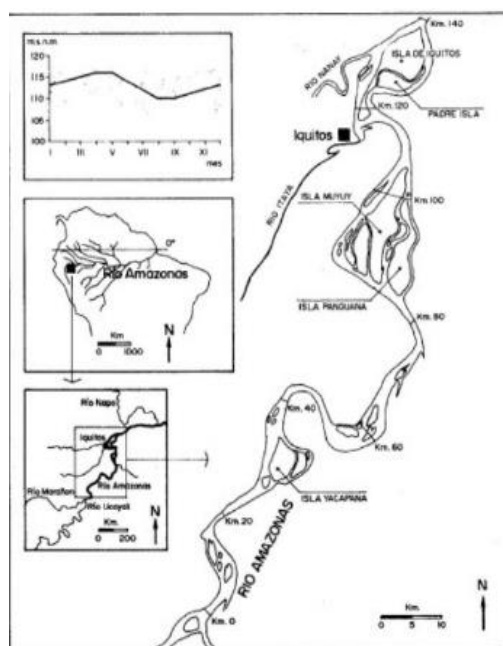 m.s.n.m.
120
115
110
105
100
I III V VII IX XI
mes
0°
Río Amazonas
Km
0 1000
N
Río Napo
Iquitos
Río Amazonas
Río Marañon
Río Ucayali
Km.
0 200
N
Km. 140
ISLA DE IQUITOS
RIO NANAY
Km. 120
PADRE ISLA
Iquitos
RIO ITAYA
ISLA MUYUY
Km. 100
ISLA PANGUANA
Km. 80
Km. 40
Km. 60
ISLA YACAPANA
Km. 20
RIO AMAZONAS
Km. 0
Km.
0 5 10
N